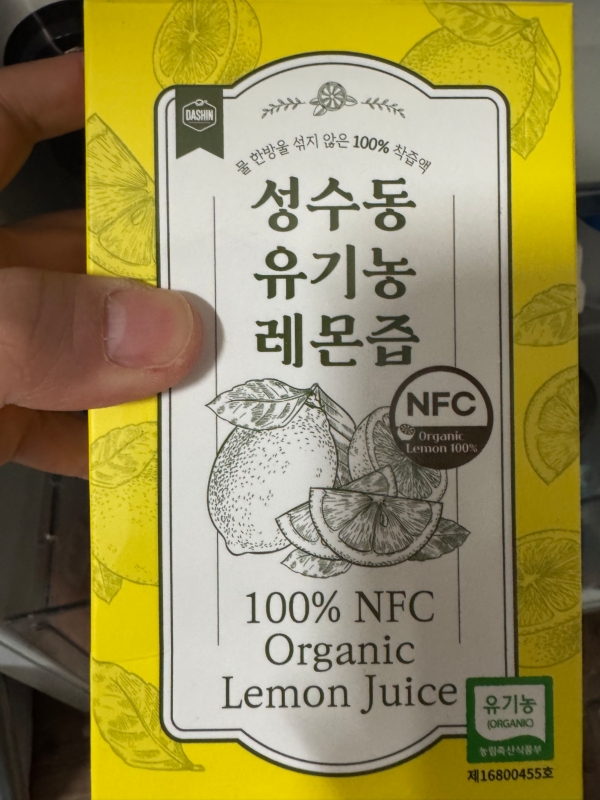 DASHIN
물 한방울 섞지 않은 100% 착즙액
성수동
유기농
레몬즙
NFC
Organic
Lemon 100%
100% NFC
Organic
Lemon Juice
유기농
(ORGANIC)
농림축산식품부
제16800455호